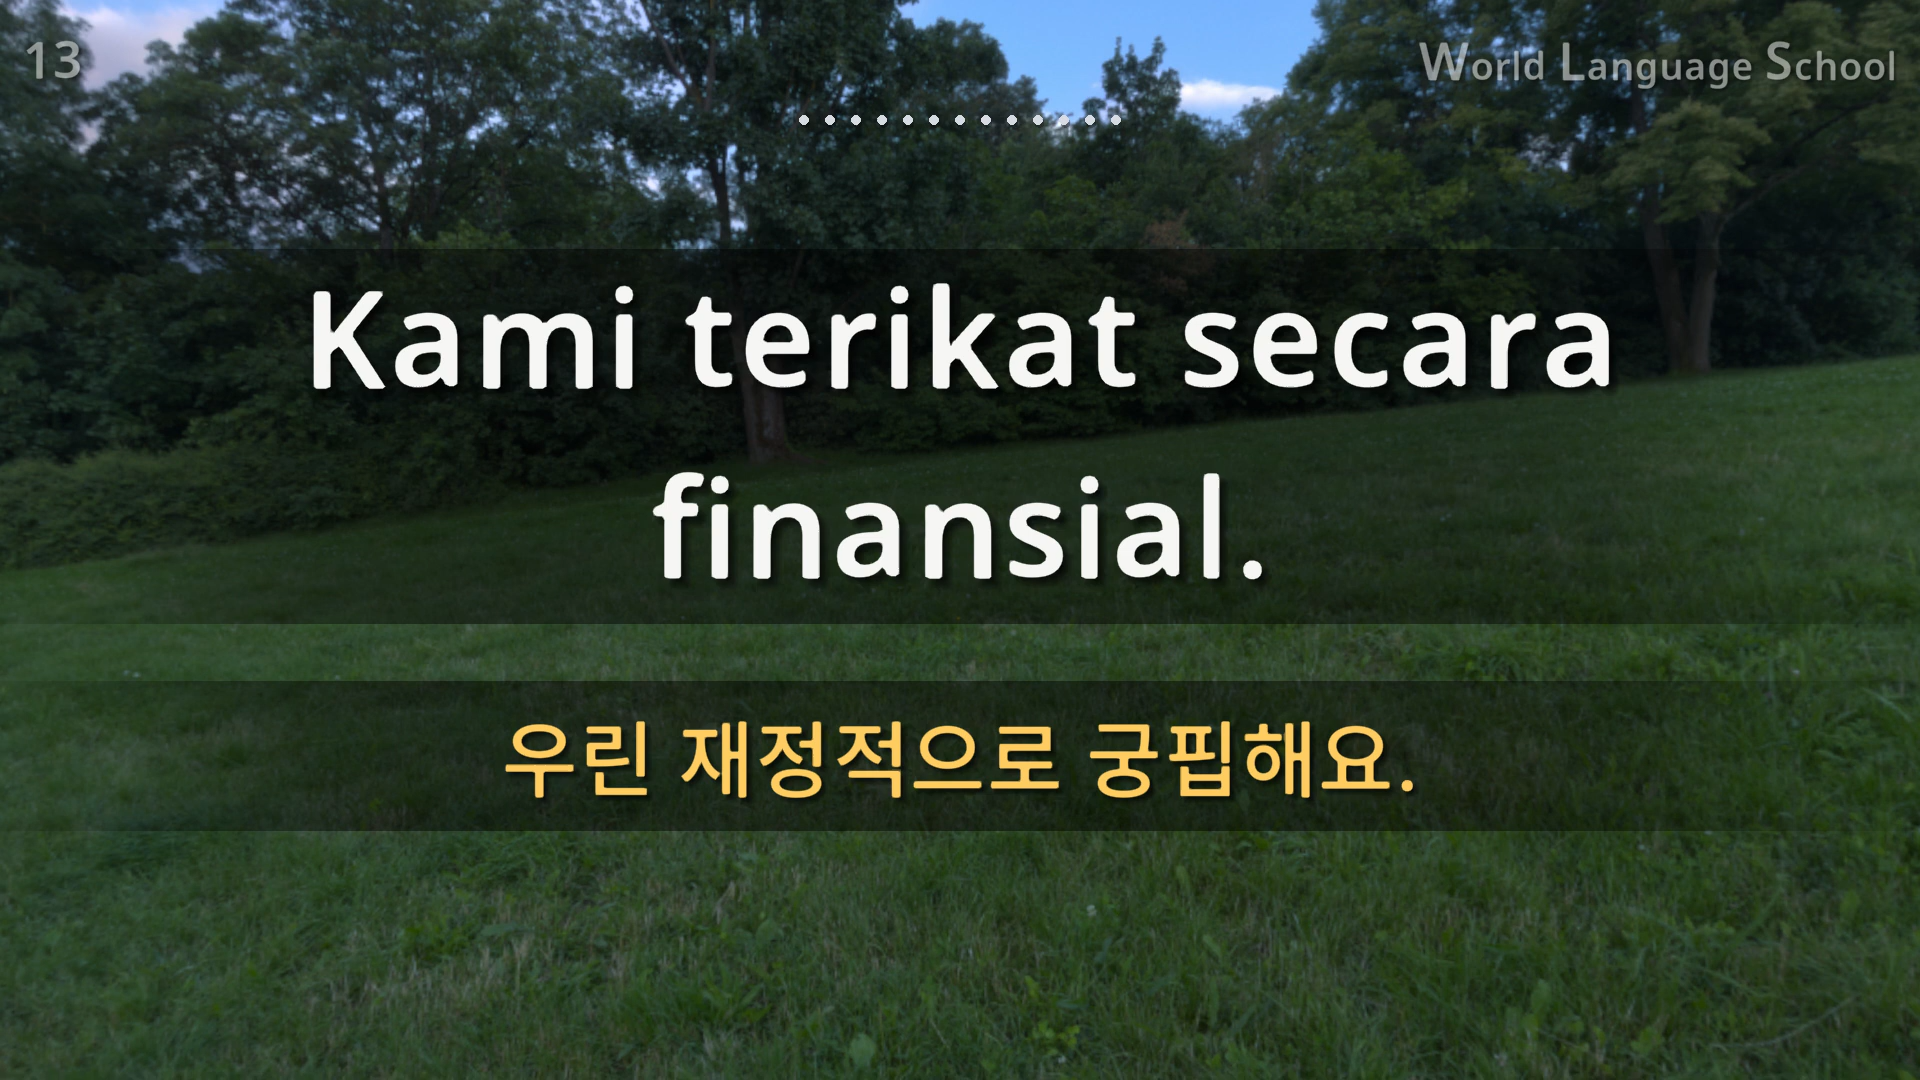 13
World Language School
Kami terikat secara
finansial.
우린 재정적으로 궁핍해요.